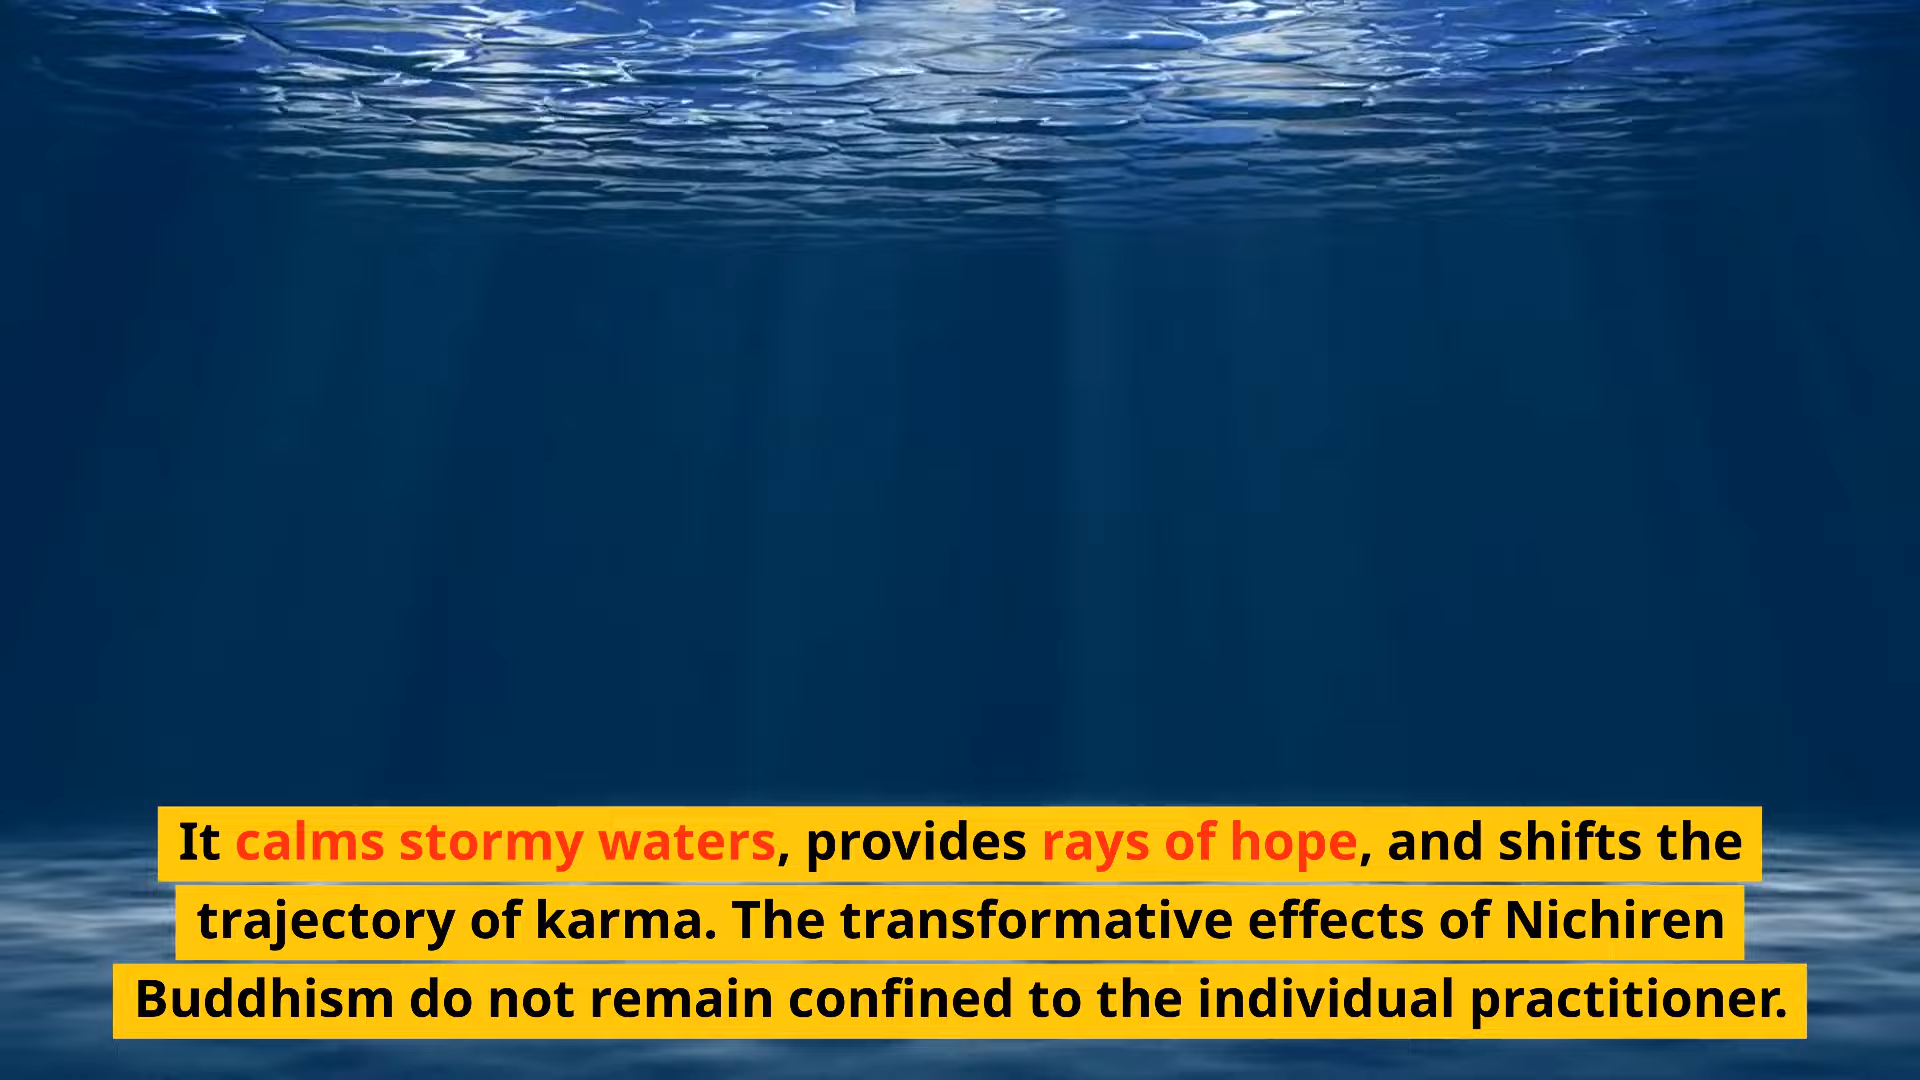 It calms stormy waters, provides rays of hope, and shifts the
trajectory of karma. The transformative effects of Nichiren
Buddhism do not remain confined to the individual practitioner.